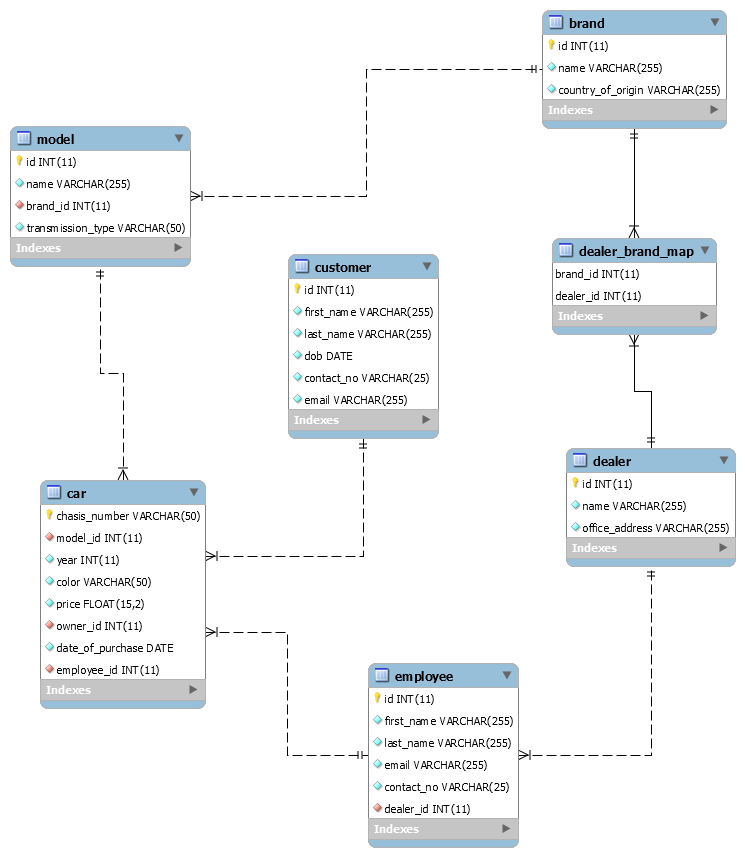 brand
id INT(11)
name VARCHAR(255)
country_of_origin VARCHAR(255)
Indexes
model
id INT(11)
name VARCHAR(255)
brand_id INT(11)
transmission_type VARCHAR(50)
Indexes
dealer_brand_map
brand_id INT(11)
dealer_id INT(11)
Indexes
customer
id INT(11)
first_name VARCHAR(255)
last_name VARCHAR(255)
dob DATE
contact_no VARCHAR(25)
email VARCHAR(255)
Indexes
dealer
id INT(11)
name VARCHAR(255)
office_address VARCHAR(255)
Indexes
car
chasis_number VARCHAR(50)
model_id INT(11)
year INT(11)
color VARCHAR(50)
price FLOAT(15,2)
owner_id INT(11)
date_of_purchase DATE
employee_id INT(11)
Indexes
employee
id INT(11)
first_name VARCHAR(255)
last_name VARCHAR(255)
email VARCHAR(255)
contact_no VARCHAR(25)
dealer_id INT(11)
Indexes